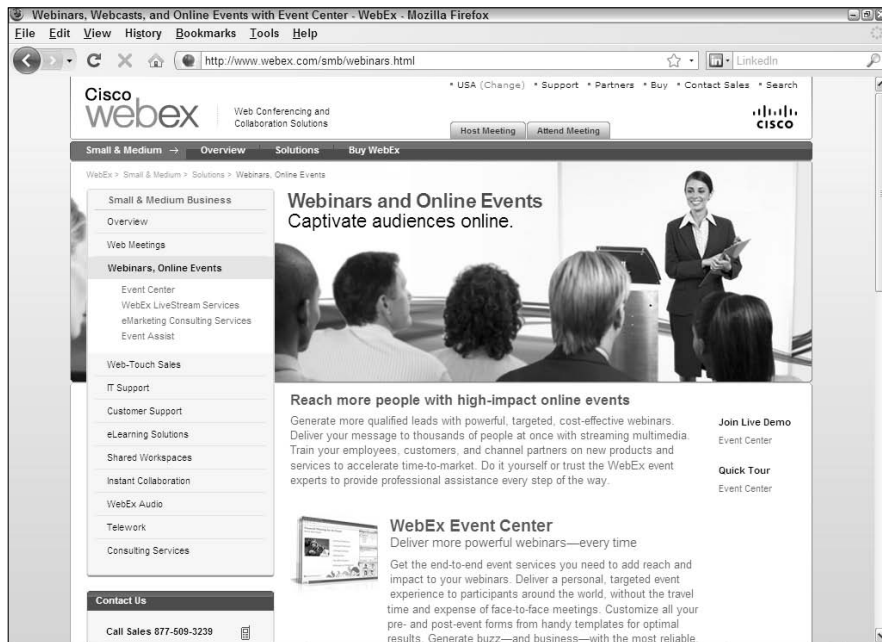 Webinars, Webcasts, and Online Events with Event Center - WebEx - Mozilla Firefox
File Edit View History Bookmarks Tools Help
http://www.webex.com/smb/webinars.html
LinkedIn
Cisco
webex
Web Conferencing and
Collaboration Solutions
• USA (Change) • Support • Partners • Buy • Contact Sales • Search
Host Meeting Attend Meeting
CISCO
Small & Medium → Overview Solutions Buy WebEx
WebEx > Small & Medium > Solutions > Webinars, Online Events
Small & Medium Business
Overview
Web Meetings
Webinars, Online Events
Event Center
WebEx LiveStream Services
eMarketing Consulting Services
Event Assist
Web-Touch Sales
IT Support
Customer Support
eLearning Solutions
Shared Workspaces
Instant Collaboration
WebEx Audio
Telework
Consulting Services
Contact Us
Call Sales 877-509-3239
Webinars and Online Events
Captivate audiences online.
Reach more people with high-impact online events
Generate more qualified leads with powerful, targeted, cost-effective webinars.
Deliver your message to thousands of people at once with streaming multimedia.
Train your employees, customers, and channel partners on new products and
services to accelerate time-to-market. Do it yourself or trust the WebEx event
experts to provide professional assistance every step of the way.
Join Live Demo
Event Center
Quick Tour
Event Center
WebEx Event Center
Deliver more powerful webinars—every time
Get the end-to-end event services you need to add reach and
impact to your webinars. Deliver a personal, targeted event
experience to participants around the world, without the travel
time and expense of face-to-face meetings. Customize all your
pre- and post-event forms from handy templates for optimal
results. Generate buzz—and business—with the most reliable,